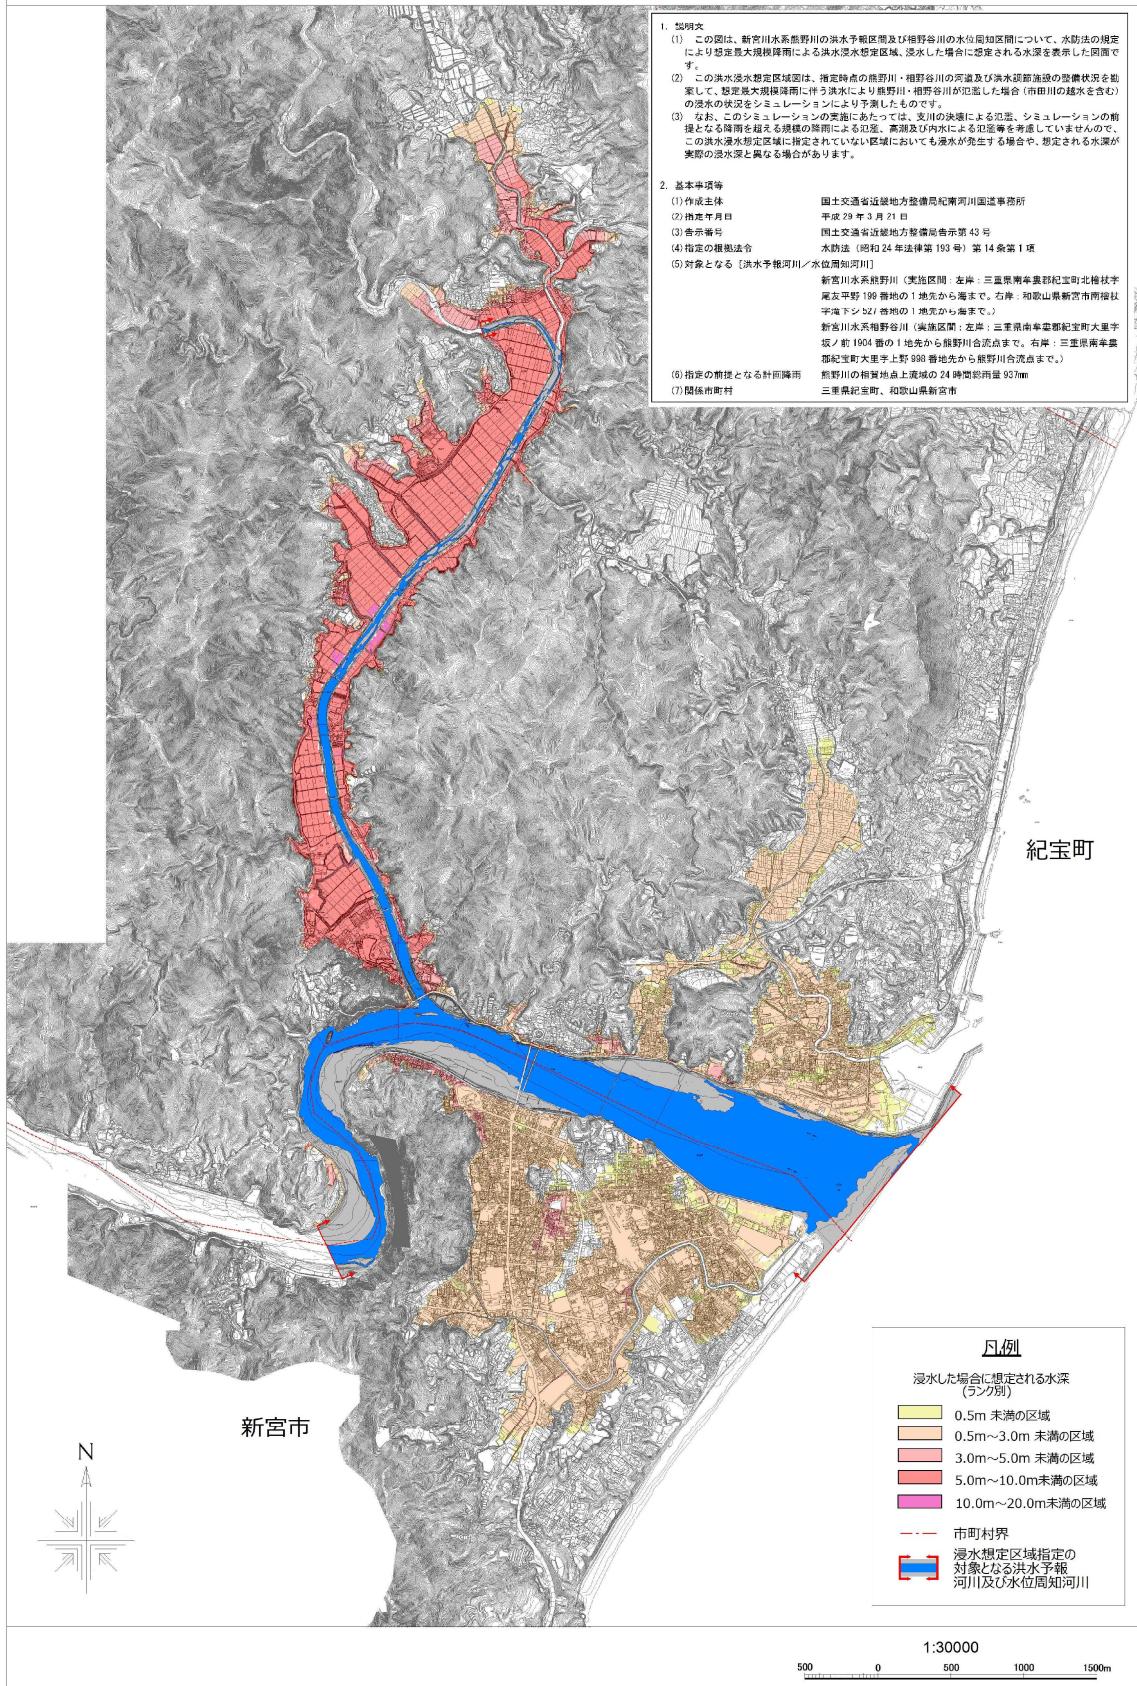 1. 説明文
(1) この図は、新宮川水系熊野川の洪水予報区間及び相野谷川の水位周知区間について、水防法の規定
により想定最大規模降雨による洪水浸水想定区域、浸水した場合に想定される水深を表示した図面で
す。
(2) この洪水浸水想定区域図は、指定時点の熊野川・相野谷川の河道及び洪水調節施設の整備状況を勘
案して、想定最大規模降雨に伴う洪水により熊野川・相野谷川が氾濫した場合(市田川の越水を含む)
の浸水の状況をシミュレーションにより予測したものです。
(3) なお、このシミュレーションの実施にあたっては、支川の決壊による氾濫、シミュレーションの前
提となる降雨を超える規模の降雨による氾濫、高潮及び内水による氾濫等を考慮していませんので、
この洪水浸水想定区域に指定されていない区域においても浸水が発生する場合や、想定される水深が
実際の浸水深と異なる場合があります。
2. 基本事項等
(1)作成主体 国土交通省近畿地方整備局紀南河川国道事務所
(2)指定年月日 平成29年3月21日
(3)告示番号 国土交通省近畿地方整備局告示第43号
(4)指定の根拠法令 水防法(昭和24年法律第193号)第14条第1項
(5)対象となる[洪水予報河川/水位周知河川]
新宮川水系熊野川(実施区間:左岸:三重県南牟婁郡紀宝町北檜杖字
尾友平野199番地の1地先から海まで。右岸:和歌山県新宮市南檜杖
字滝下シ527番地の1地先から海まで。)
新宮川水系相野谷川(実施区間:左岸:三重県南牟婁郡紀宝町大里字
坂ノ前1904番の1地先から熊野川合流点まで。右岸:三重県南牟婁
郡紀宝町大里字上野998番地先から熊野川合流点まで。)
(6)指定の前提となる計画降雨 熊野川の相賀地点上流域の24時間総雨量937mm
(7)関係市町村 三重県紀宝町、和歌山県新宮市
紀宝町
新宮市
N
凡例
浸水した場合に想定される水深
(ランク別)
0.5m 未満の区域
0.5m～3.0m 未満の区域
3.0m～5.0m 未満の区域
5.0m～10.0m未満の区域
10.0m～20.0m未満の区域
市町村界
浸水想定区域指定の
対象となる洪水予報
河川及び水位周知河川
1:30000
500 0 500 1000 1500m